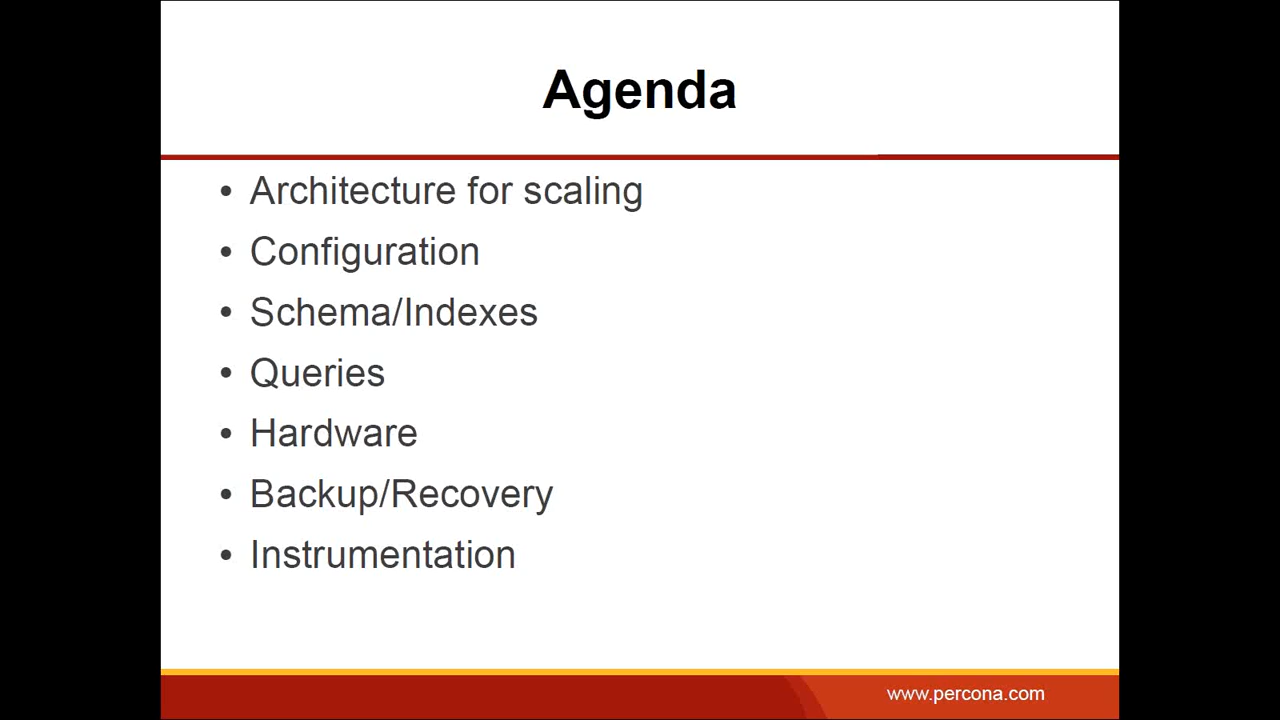 Agenda
• Architecture for scaling
• Configuration
• Schema/Indexes
• Queries
• Hardware
• Backup/Recovery
• Instrumentation
www.percona.com